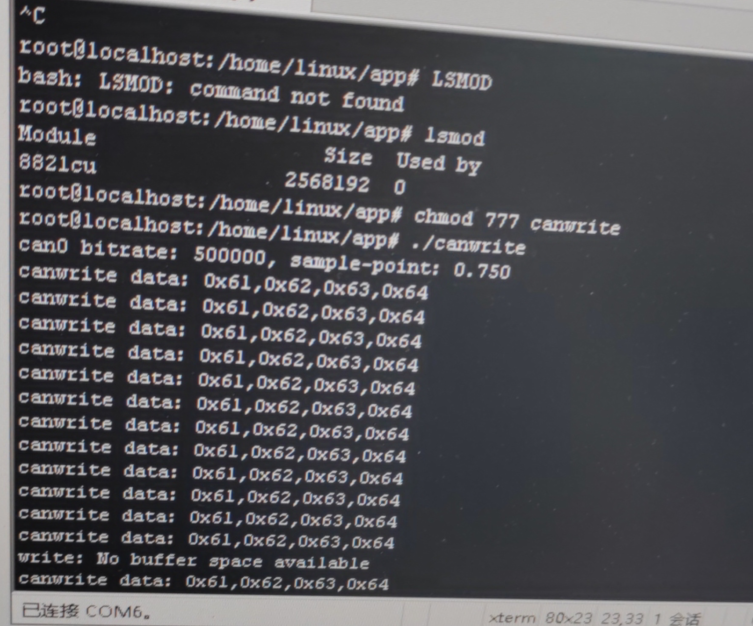 ^C
root@localhost:/home/linux/app# LSMOD
bash: LSMOD: command not found
root@localhost:/home/linux/app# lsmod
Module                  Size  Used by
8821cu               2568192  0
root@localhost:/home/linux/app# chmod 777 canwrite
root@localhost:/home/linux/app# ./canwrite
can0 bitrate: 500000, sample-point: 0.750
canwrite data: 0x61,0x62,0x63,0x64
canwrite data: 0x61,0x62,0x63,0x64
canwrite data: 0x61,0x62,0x63,0x64
canwrite data: 0x61,0x62,0x63,0x64
canwrite data: 0x61,0x62,0x63,0x64
canwrite data: 0x61,0x62,0x63,0x64
canwrite data: 0x61,0x62,0x63,0x64
canwrite data: 0x61,0x62,0x63,0x64
canwrite data: 0x61,0x62,0x63,0x64
canwrite data: 0x61,0x62,0x63,0x64
canwrite data: 0x61,0x62,0x63,0x64
canwrite data: 0x61,0x62,0x63,0x64
write: No buffer space available
canwrite data: 0x61,0x62,0x63,0x64
已连接 COM6。 xterm 80x23 23,33 1 会话